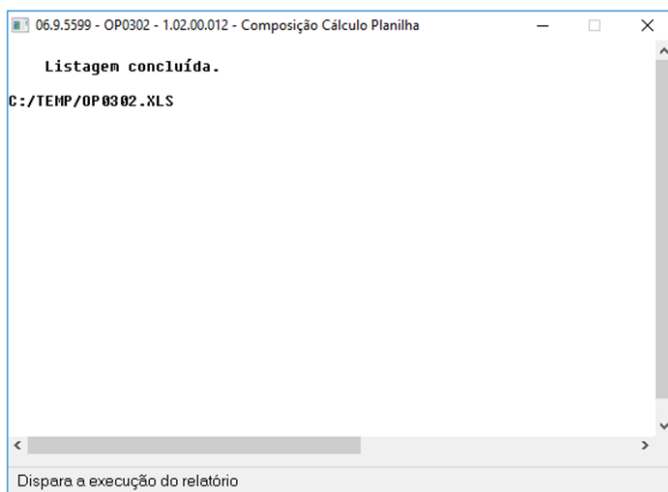 06.9.5599 - OP0302 - 1.02.00.012 - Composição Cálculo Planilha
Listagem concluída.
C:/TEMP/OP0302.XLS
Dispara a execução do relatório